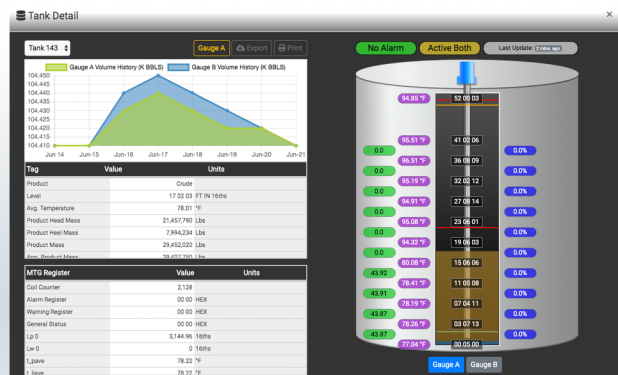 Tank Detail
×
Tank 143
Gauge A
Export
Print
Gauge A Volume History (K BBLS) Gauge B Volume History (K BBLS)
104.450
104.445
104.440
104.435
104.430
104.425
104.420
104.415
104.410
Jun-14 Jun-15 Jun-16 Jun-17 Jun-18 Jun-19 Jun-20 Jun-21
Tag Value Units
Product Crude
Level 17 02 03 FT IN 16ths
Avg. Temperature 78.01 °F
Product Head Mass 21,457,790 Lbs
Product Heel Mass 7,994,234 Lbs
Product Mass 29,452,020 Lbs
App. Product Mass 29,407,750 Lbs
MTG Register Value Units
Coil Counter 2,128
Alarm Register 00 00 HEX
Warning Register 00 00 HEX
General Status 00 00 HEX
Lp 0 3,144.96 16ths
Lw 0 0 16ths
t_pave 78.22 °F
78.22 °F
No Alarm
Active Both
Last Update: 2 mins. ago
94.85 °F 52 00 03
95.51 °F 41 02 06
0.0 0.0%
96.51 °F 36 08 09
0.0 0.0%
95.19 °F 32 02 12
0.0 0.0%
94.91 °F 27 08 14
0.0 0.0%
95.08 °F 23 06 01
0.0 0.0%
94.32 °F 19 06 03
0.0 0.0%
80.08 °F 15 06 06
43.92 0.0%
78.41 °F 11 05 08
43.91 0.0%
78.19 °F 07 04 11
43.87 0.0%
78.26 °F 03 07 13
43.87 0.0%
77.04 °F 00 05 00
Gauge A Gauge B